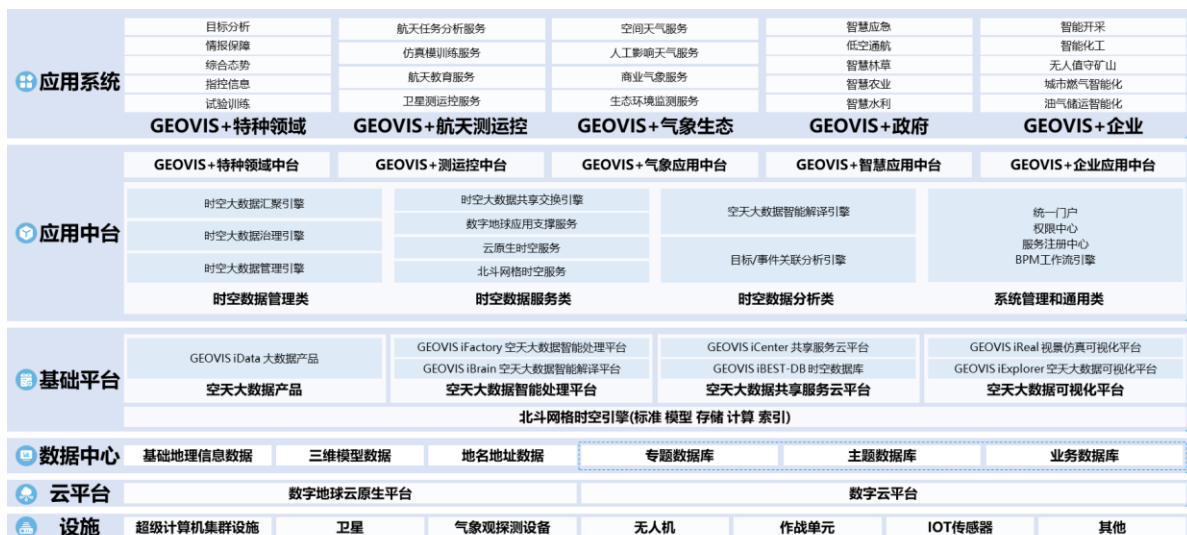 应用系统
目标分析
情报保障
综合态势
指控信息
试验训练
GEOVIS+特种领域
航天任务分析服务
仿真模训练服务
航天教育服务
卫星测运控服务
GEOVIS+航天测运控
空间天气服务
人工影响天气服务
商业气象服务
生态环境监测服务
GEOVIS+气象生态
智慧应急
低空通航
智慧林草
智慧农业
智慧水利
GEOVIS+政府
智能开采
智能化工
无人值守矿山
城市燃气智能化
油气储运智能化
GEOVIS+企业
应用中台
GEOVIS+特种领域中台
GEOVIS+测运控中台
GEOVIS+气象应用中台
GEOVIS+智慧应用中台
GEOVIS+企业应用中台
时空大数据汇聚引擎
时空大数据治理引擎
时空大数据管理引擎
时空数据管理类
时空大数据共享交换引擎
数字地球应用支撑服务
云原生时空服务
北斗网格时空服务
时空数据服务类
空天大数据智能解译引擎
目标/事件关联分析引擎
时空数据分析类
统一门户
权限中心
服务注册中心
BPM工作流引擎
系统管理和通用类
基础平台
GEOVIS iData 大数据产品
空天大数据产品
GEOVIS iFactory 空天大数据智能处理平台
GEOVIS iBrain 空天大数据智能解译平台
空天大数据智能处理平台
GEOVIS iCenter 共享服务云平台
GEOVIS iBEST-DB 时空数据库
空天大数据共享服务云平台
GEOVIS iReal 视景仿真可视化平台
GEOVIS iExplorer 空天大数据可视化平台
空天大数据可视化平台
北斗网格时空引擎(标准 模型 存储 计算 索引)
数据中心
基础地理信息数据
三维模型数据
地名地址数据
专题数据库
主题数据库
业务数据库
云平台
数字地球云原生平台
数字云平台
设施
超级计算机集群设施
卫星
气象观探测设备
无人机
作战单元
IOT传感器
其他